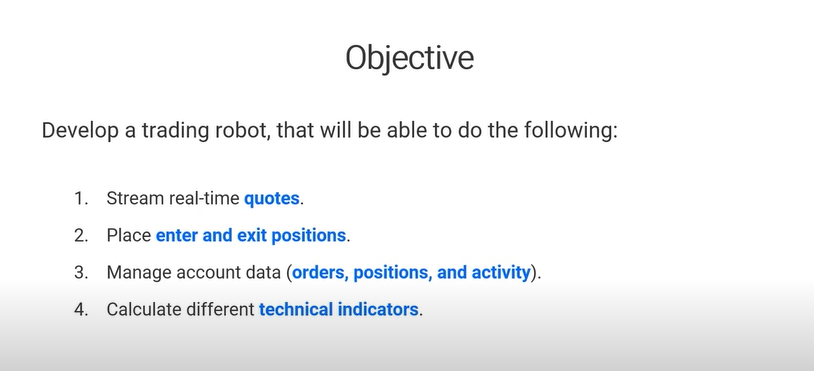 Objective
Develop a trading robot, that will be able to do the following:
1. Stream real-time quotes.
2. Place enter and exit positions.
3. Manage account data (orders, positions, and activity).
4. Calculate different technical indicators.